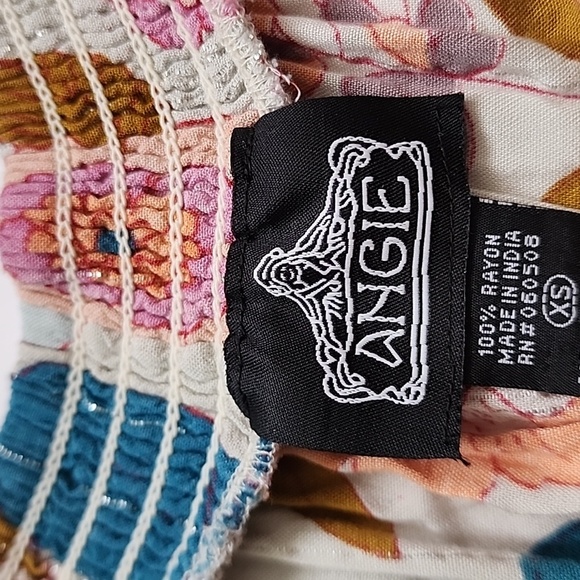 ANGIE
100% RAYON
MADE IN INDIA
RN# 060508
XS